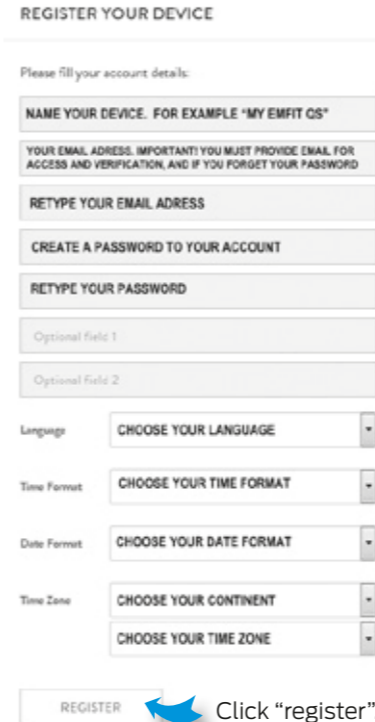 REGISTER YOUR DEVICE
Please fill your account details:
NAME YOUR DEVICE. FOR EXAMPLE "MY EMFIT QS"
YOUR EMAIL ADRESS. IMPORTANT! YOU MUST PROVIDE EMAIL FOR
ACCESS AND VERIFICATION, AND IF YOU FORGET YOUR PASSWORD
RETYPE YOUR EMAIL ADRESS
CREATE A PASSWORD TO YOUR ACCOUNT
RETYPE YOUR PASSWORD
Optional field 1
Optional field 2
Language CHOOSE YOUR LANGUAGE
Time Format CHOOSE YOUR TIME FORMAT
Date Format CHOOSE YOUR DATE FORMAT
Time Zone CHOOSE YOUR CONTINENT
CHOOSE YOUR TIME ZONE
REGISTER Click "register"